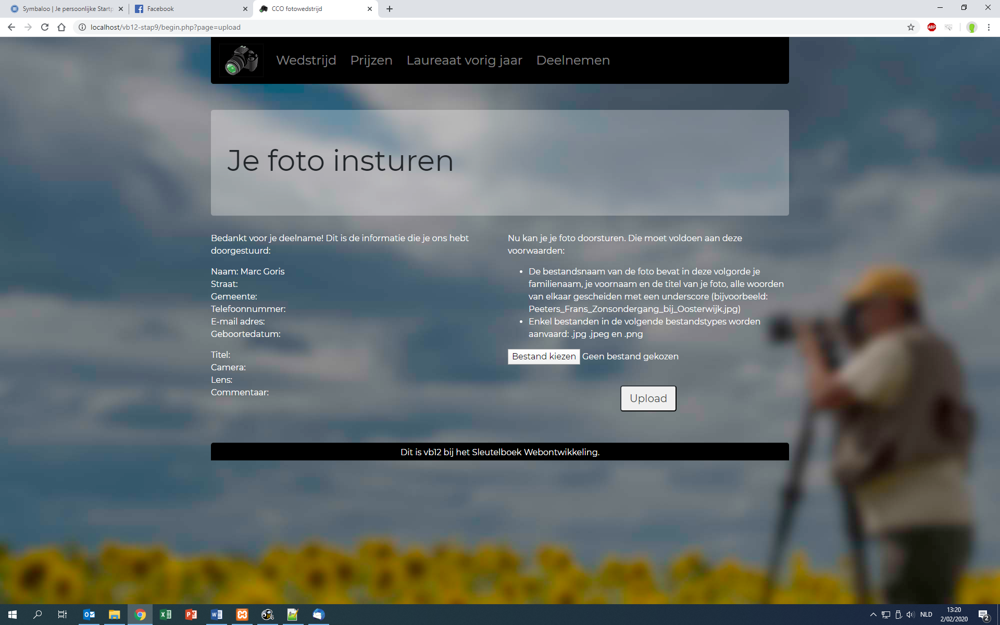 Symbaloo | Je persoonlijke Startp
Facebook
CCO fotowedstrijd
localhost/vb12-stap9/begin.php?page=upload
ABP
Wedstrijd
Prijzen
Laureaat vorig jaar
Deelnemen
Je foto insturen
Bedankt voor je deelname! Dit is de informatie die je ons hebt
doorgestuurd:
Naam: Marc Goris
Straat:
Gemeente:
Telefoonnummer:
E-mail adres:
Geboortedatum:
Titel:
Camera:
Lens:
Commentaar:
Nu kan je je foto doorsturen. Die moet voldoen aan deze
voorwaarden:
• De bestandsnaam van de foto bevat in deze volgorde je
familienaam, je voornaam en de titel van je foto, alle woorden
van elkaar gescheiden met een underscore (bijvoorbeeld:
Peeters_Frans_Zonsondergang_bij_Oosterwijk.jpg)
• Enkel bestanden in de volgende bestandstypes worden
aanvaard: .jpg .jpeg en .png
Bestand kiezen Geen bestand gekozen
Upload
Dit is vb12 bij het Sleutelboek Webontwikkeling.
NLD
13:20
2/02/2020
2